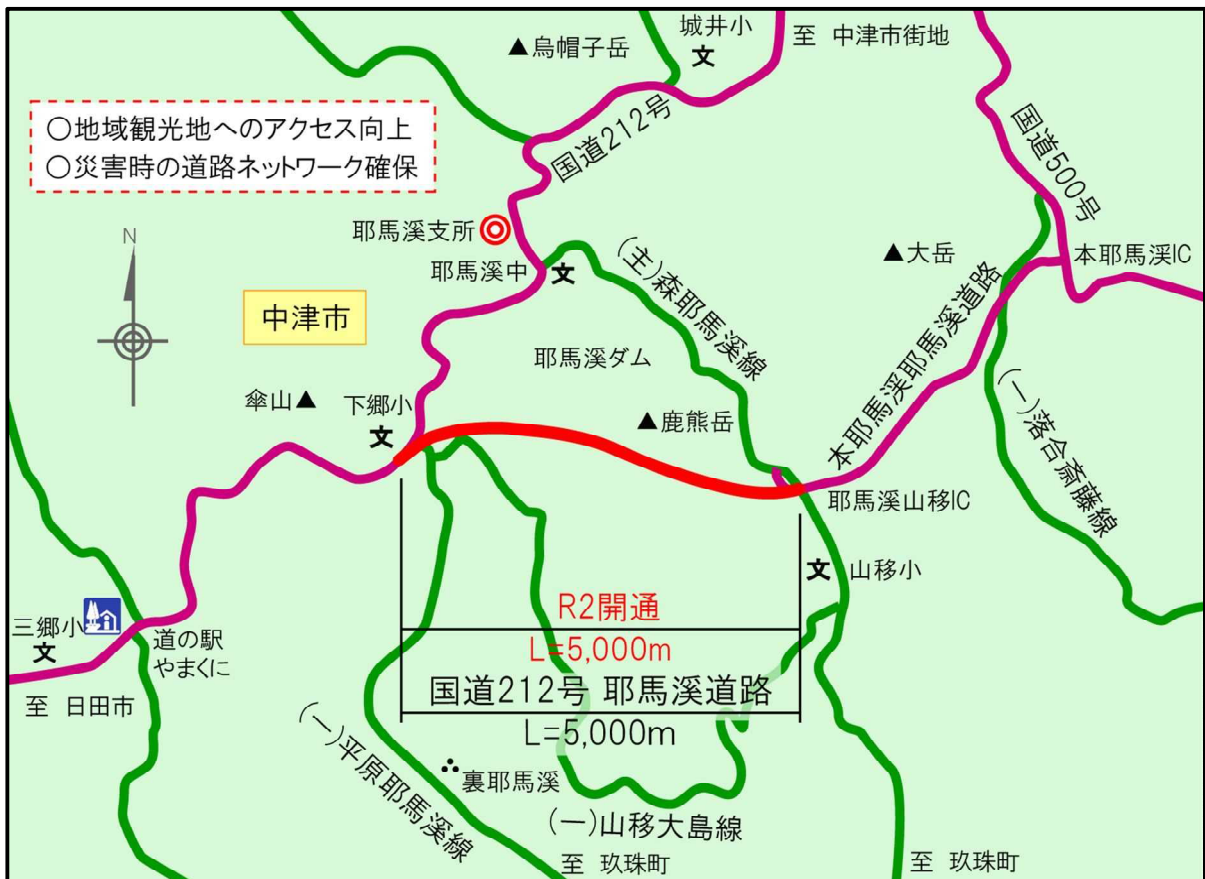 城井小
文
至 中津市街地
▲烏帽子岳
○地域観光地へのアクセス向上
○災害時の道路ネットワーク確保
国道212号
国道500号
耶馬溪支所
N
耶馬溪中
文
(主)森耶馬溪線
▲大岳
本耶馬溪IC
中津市
耶馬溪ダム
本耶馬溪耶馬溪道路
傘山▲
下郷小
文
▲鹿熊岳
(一)落合斎藤線
耶馬溪山移IC
文 山移小
R2開通
L=5,000m
三郷小
文
道の駅
やまくに
国道212号 耶馬溪道路
L=5,000m
至 日田市
(一)平原耶馬溪線
裏耶馬溪
(一)山移大島線
至 玖珠町
至 玖珠町